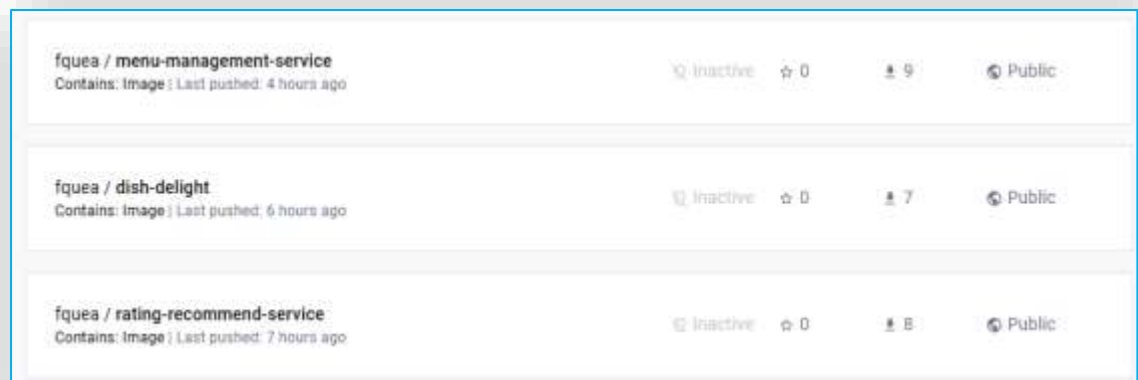 fquea / menu-management-service
Contains: Image | Last pushed: 4 hours ago
Inactive 0 9 Public
fquea / dish-delight
Contains: Image | Last pushed: 6 hours ago
Inactive 0 7 Public
fquea / rating-recommend-service
Contains: Image | Last pushed: 7 hours ago
Inactive 0 8 Public